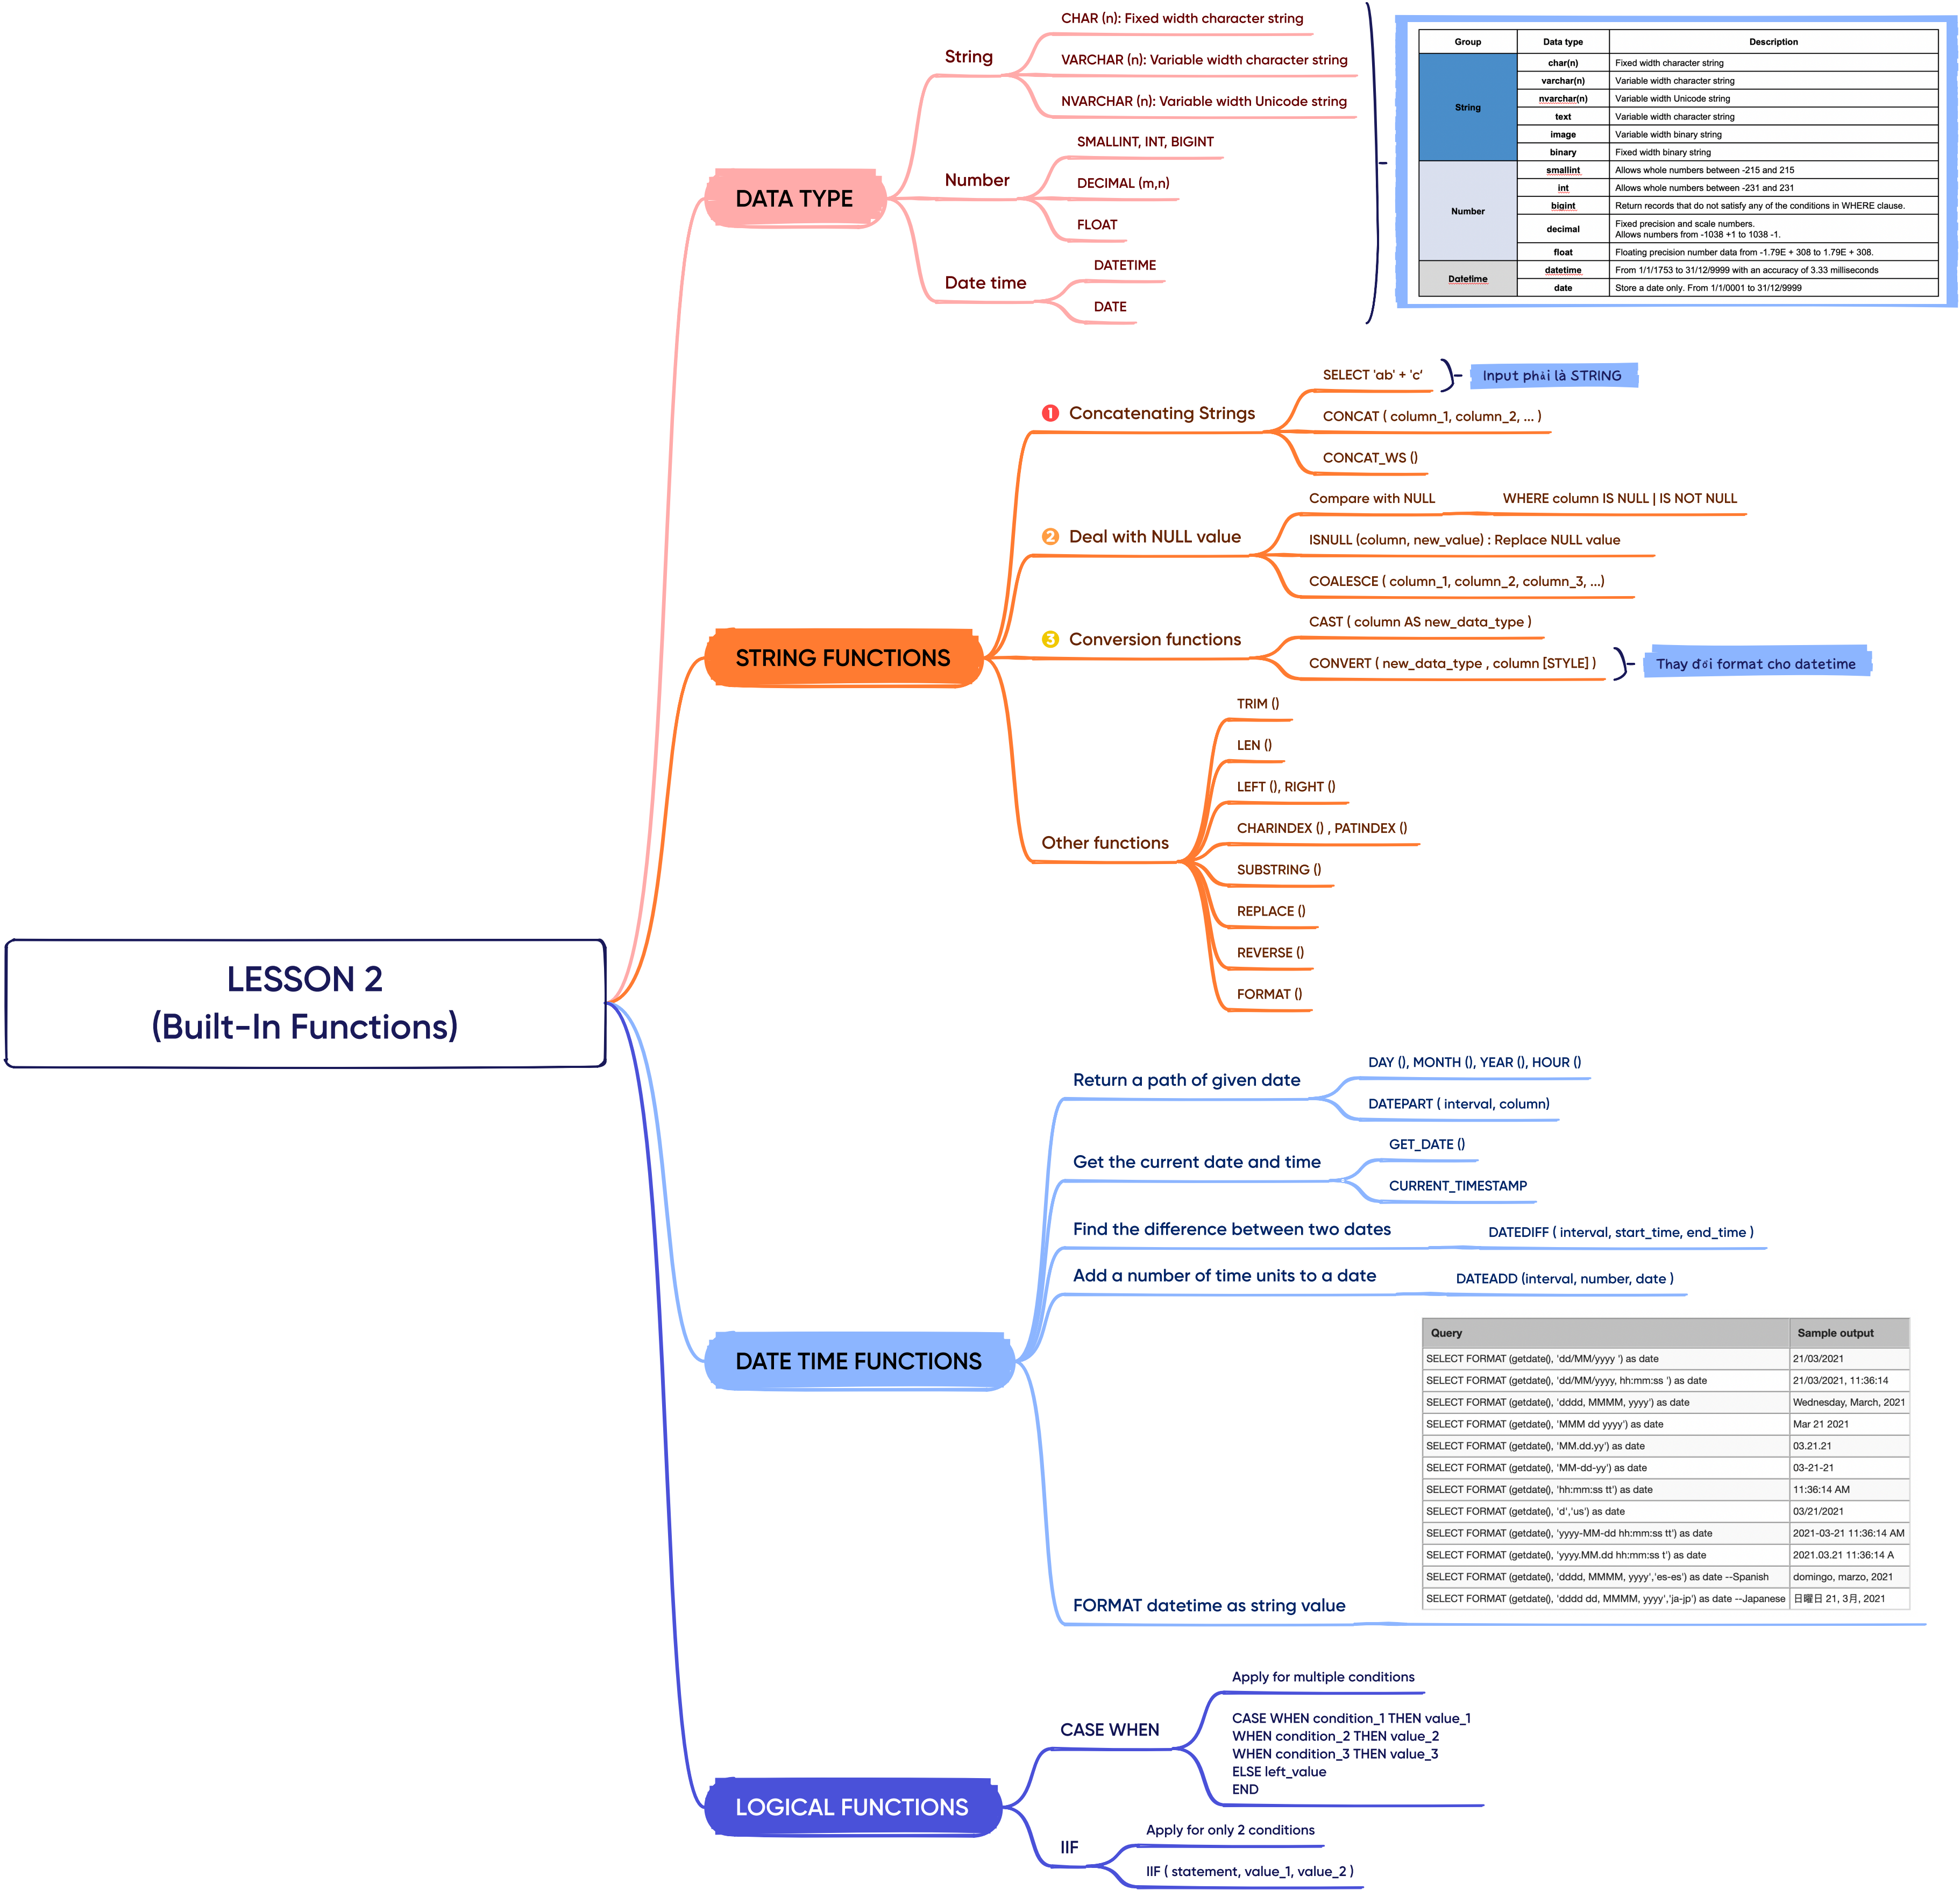 LESSON 2
(Built-In Functions)
DATA TYPE
String
CHAR (n): Fixed width character string
VARCHAR (n): Variable width character string
NVARCHAR (n): Variable width Unicode string
Number
SMALLINT, INT, BIGINT
DECIMAL (m,n)
FLOAT
Date time
DATETIME
DATE
Group Data type Description
String
char(n) Fixed width character string
varchar(n) Variable width character string
nvarchar(n) Variable width Unicode string
text Variable width character string
image Variable width binary string
binary Fixed width binary string
Number
smallint Allows whole numbers between -215 and 215
int Allows whole numbers between -231 and 231
bigint Return records that do not satisfy any of the conditions in WHERE clause.
decimal Fixed precision and scale numbers.
Allows numbers from -1038 +1 to 1038 -1.
float Floating precision number data from -1.79E + 308 to 1.79E + 308.
Datetime
datetime From 1/1/1753 to 31/12/9999 with an accuracy of 3.33 milliseconds
date Store a date only. From 1/1/0001 to 31/12/9999
STRING FUNCTIONS
1 Concatenating Strings
SELECT 'ab' + 'c‘
Input phải là STRING
CONCAT ( column_1, column_2, ... )
CONCAT_WS ()
2 Deal with NULL value
Compare with NULL
WHERE column IS NULL | IS NOT NULL
ISNULL (column, new_value) : Replace NULL value
COALESCE ( column_1, column_2, column_3, ...)
3 Conversion functions
CAST ( column AS new_data_type )
CONVERT ( new_data_type , column [STYLE] )
Thay đổi format cho datetime
Other functions
TRIM ()
LEN ()
LEFT (), RIGHT ()
CHARINDEX () , PATINDEX ()
SUBSTRING ()
REPLACE ()
REVERSE ()
FORMAT ()
DATE TIME FUNCTIONS
Return a path of given date
DAY (), MONTH (), YEAR (), HOUR ()
DATEPART ( interval, column)
Get the current date and time
GET_DATE ()
CURRENT_TIMESTAMP
Find the difference between two dates
DATEDIFF ( interval, start_time, end_time )
Add a number of time units to a date
DATEADD (interval, number, date )
FORMAT datetime as string value
Query Sample output
SELECT FORMAT (getdate(), 'dd/MM/yyyy ') as date 21/03/2021
SELECT FORMAT (getdate(), 'dd/MM/yyyy, hh:mm:ss ') as date 21/03/2021, 11:36:14
SELECT FORMAT (getdate(), 'dddd, MMMM, yyyy') as date Wednesday, March, 2021
SELECT FORMAT (getdate(), 'MMM dd yyyy') as date Mar 21 2021
SELECT FORMAT (getdate(), 'MM.dd.yy') as date 03.21.21
SELECT FORMAT (getdate(), 'MM-dd-yy') as date 03-21-21
SELECT FORMAT (getdate(), 'hh:mm:ss tt') as date 11:36:14 AM
SELECT FORMAT (getdate(), 'd','us') as date 03/21/2021
SELECT FORMAT (getdate(), 'yyyy-MM-dd hh:mm:ss tt') as date 2021-03-21 11:36:14 AM
SELECT FORMAT (getdate(), 'yyyy.MM.dd hh:mm:ss t') as date 2021.03.21 11:36:14 A
SELECT FORMAT (getdate(), 'dddd, MMMM, yyyy','es-es') as date --Spanish domingo, marzo, 2021
SELECT FORMAT (getdate(), 'dddd dd, MMMM, yyyy','ja-jp') as date --Japanese 日曜日 21, 3月, 2021
LOGICAL FUNCTIONS
CASE WHEN
Apply for multiple conditions
CASE WHEN condition_1 THEN value_1
WHEN condition_2 THEN value_2
WHEN condition_3 THEN value_3
ELSE left_value
END
IIF
Apply for only 2 conditions
IIF ( statement, value_1, value_2 )